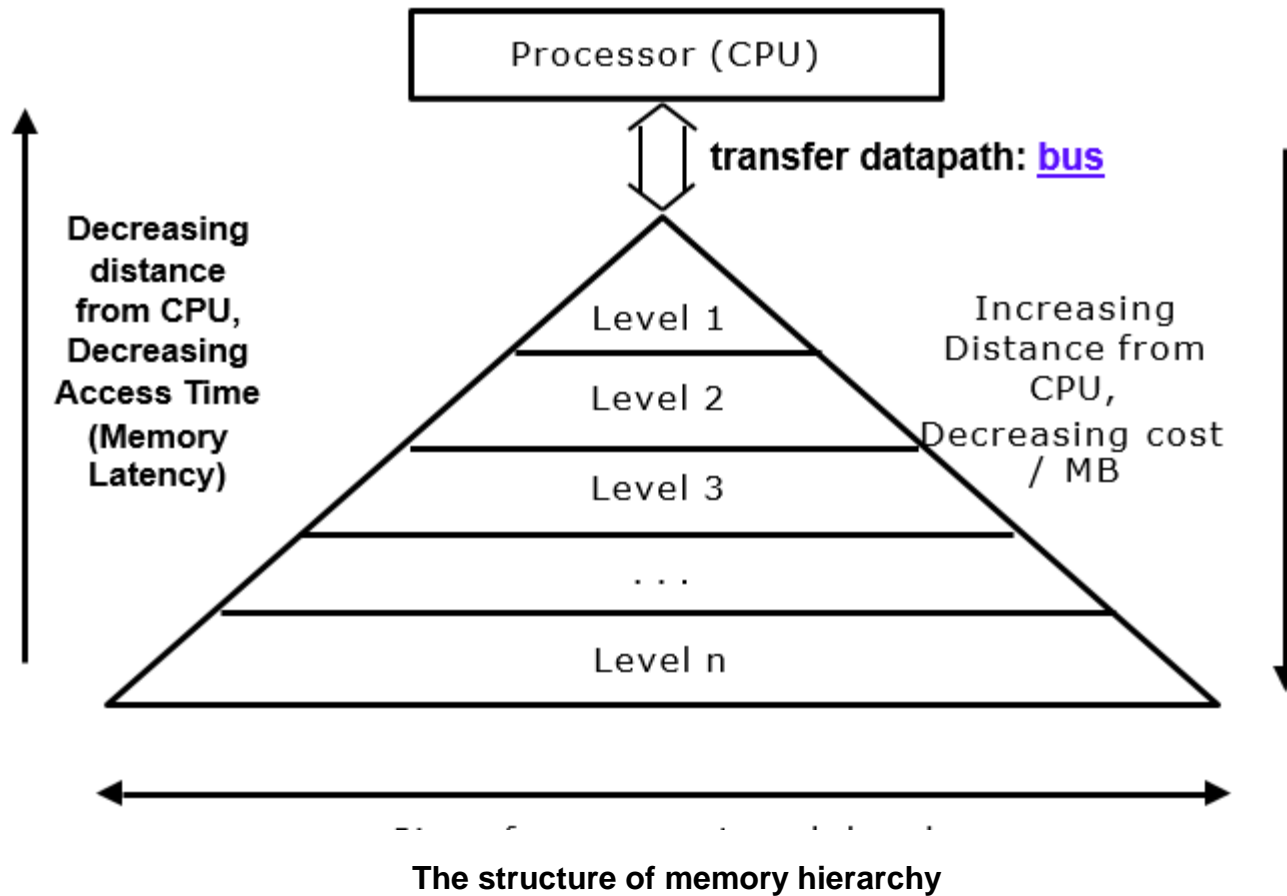 Processor (CPU)
transfer datapath: bus
Decreasing
distance
from CPU,
Decreasing
Access Time
(Memory
Latency)
Level 1
Level 2
Level 3
. . .
Level n
Increasing
Distance from
CPU,
Decreasing cost
/ MB
The structure of memory hierarchy